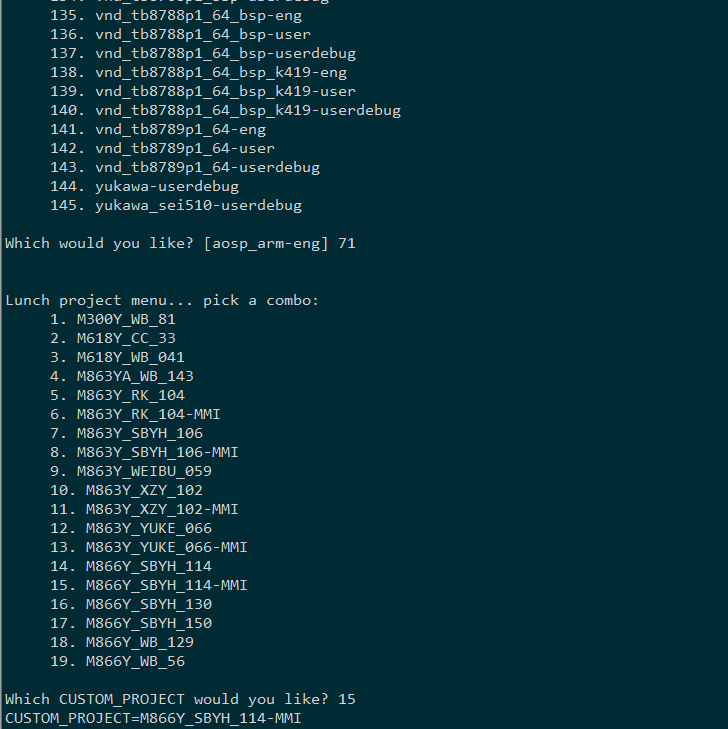 135. vnd_tb8788p1_64_bsp-eng
136. vnd_tb8788p1_64_bsp-user
137. vnd_tb8788p1_64_bsp-userdebug
138. vnd_tb8788p1_64_bsp_k419-eng
139. vnd_tb8788p1_64_bsp_k419-user
140. vnd_tb8788p1_64_bsp_k419-userdebug
141. vnd_tb8789p1_64-eng
142. vnd_tb8789p1_64-user
143. vnd_tb8789p1_64-userdebug
144. yukawa-userdebug
145. yukawa_sei510-userdebug
Which would you like? [aosp_arm-eng] 71
Lunch project menu... pick a combo:
1. M300Y_WB_81
2. M618Y_CC_33
3. M618Y_WB_041
4. M863YA_WB_143
5. M863Y_RK_104
6. M863Y_RK_104-MMI
7. M863Y_SBYH_106
8. M863Y_SBYH_106-MMI
9. M863Y_WEIBU_059
10. M863Y_XZY_102
11. M863Y_XZY_102-MMI
12. M863Y_YUKE_066
13. M863Y_YUKE_066-MMI
14. M866Y_SBYH_114
15. M866Y_SBYH_114-MMI
16. M866Y_SBYH_130
17. M866Y_SBYH_150
18. M866Y_WB_129
19. M866Y_WB_56
Which CUSTOM_PROJECT would you like? 15
CUSTOM_PROJECT=M866Y_SBYH_114-MMI